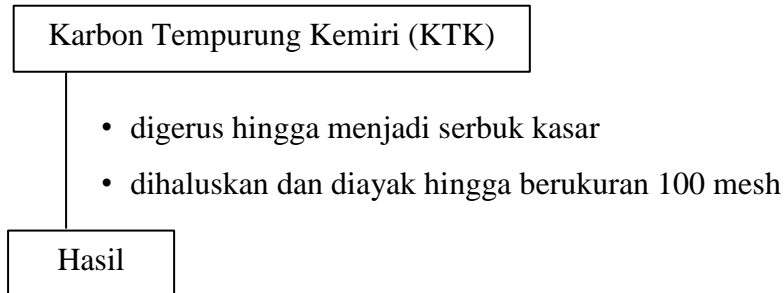 Karbon Tempurung Kemiri (KTK)
• digerus hingga menjadi serbuk kasar
• dihaluskan dan diayak hingga berukuran 100 mesh
Hasil